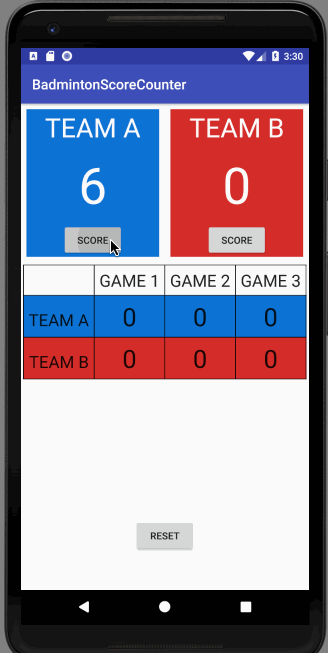 3:30
BadmintonScoreCounter
TEAM A TEAM B
6 0
SCORE SCORE
GAME 1 GAME 2 GAME 3
TEAM A 0 0 0
TEAM B 0 0 0
RESET